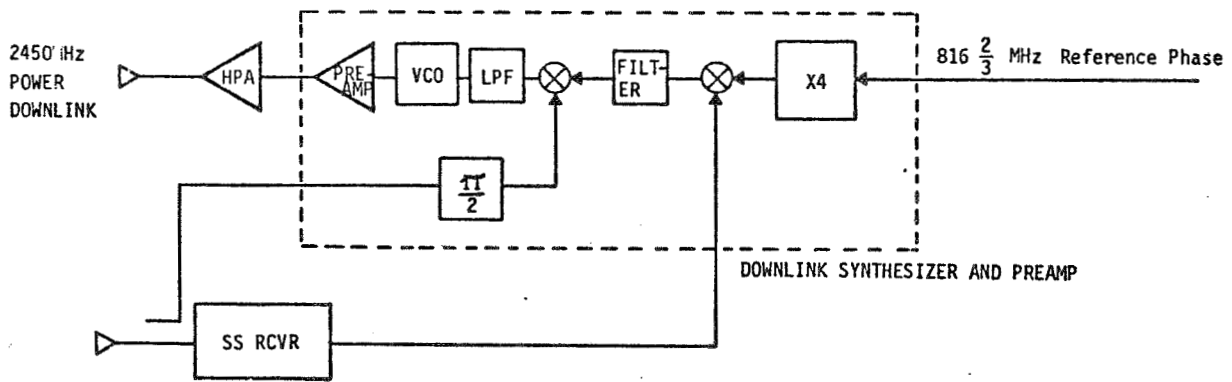 2450 Hz
POWER
DOWNLINK
HPA
PRE-
AMP
VCO
LPF
FILT-
ER
X4
816 2/3 MHz Reference Phase
π/2
DOWNLINK SYNTHESIZER AND PREAMP
SS RCVR